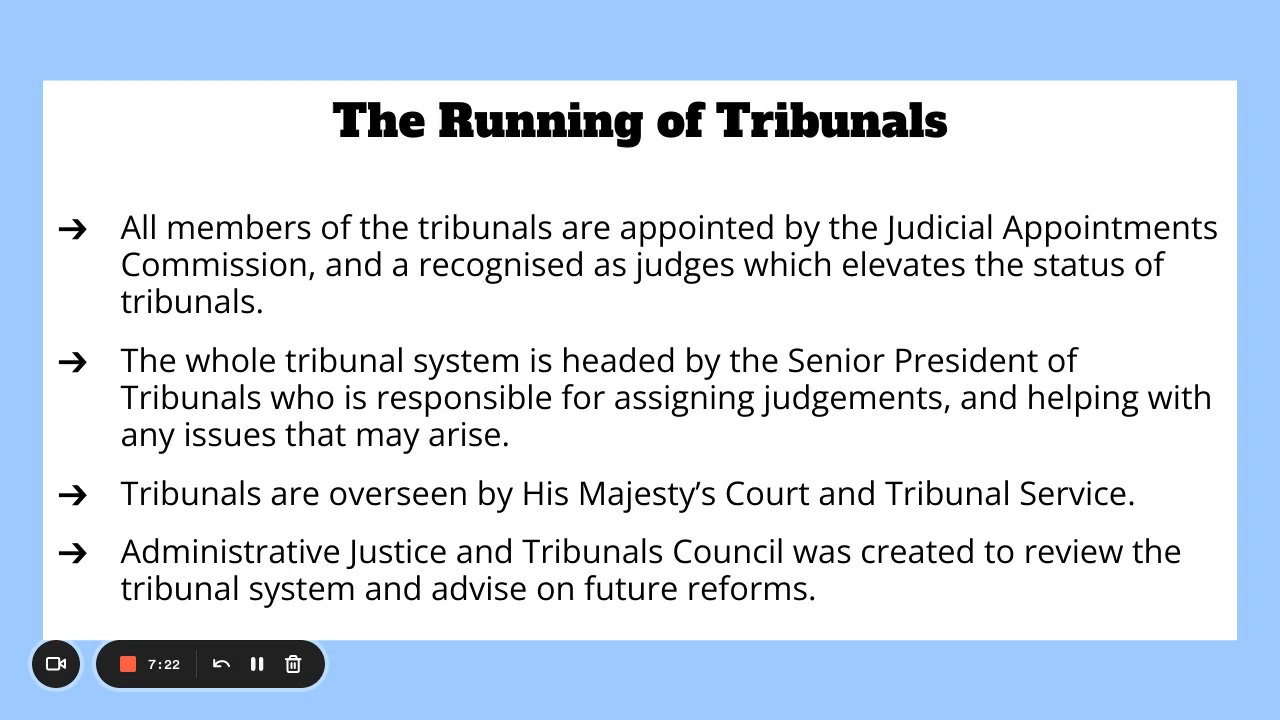 The Running of Tribunals
➔ All members of the tribunals are appointed by the Judicial Appointments
Commission, and a recognised as judges which elevates the status of
tribunals.
➔ The whole tribunal system is headed by the Senior President of
Tribunals who is responsible for assigning judgements, and helping with
any issues that may arise.
➔ Tribunals are overseen by His Majesty’s Court and Tribunal Service.
➔ Administrative Justice and Tribunals Council was created to review the
tribunal system and advise on future reforms.
7:22